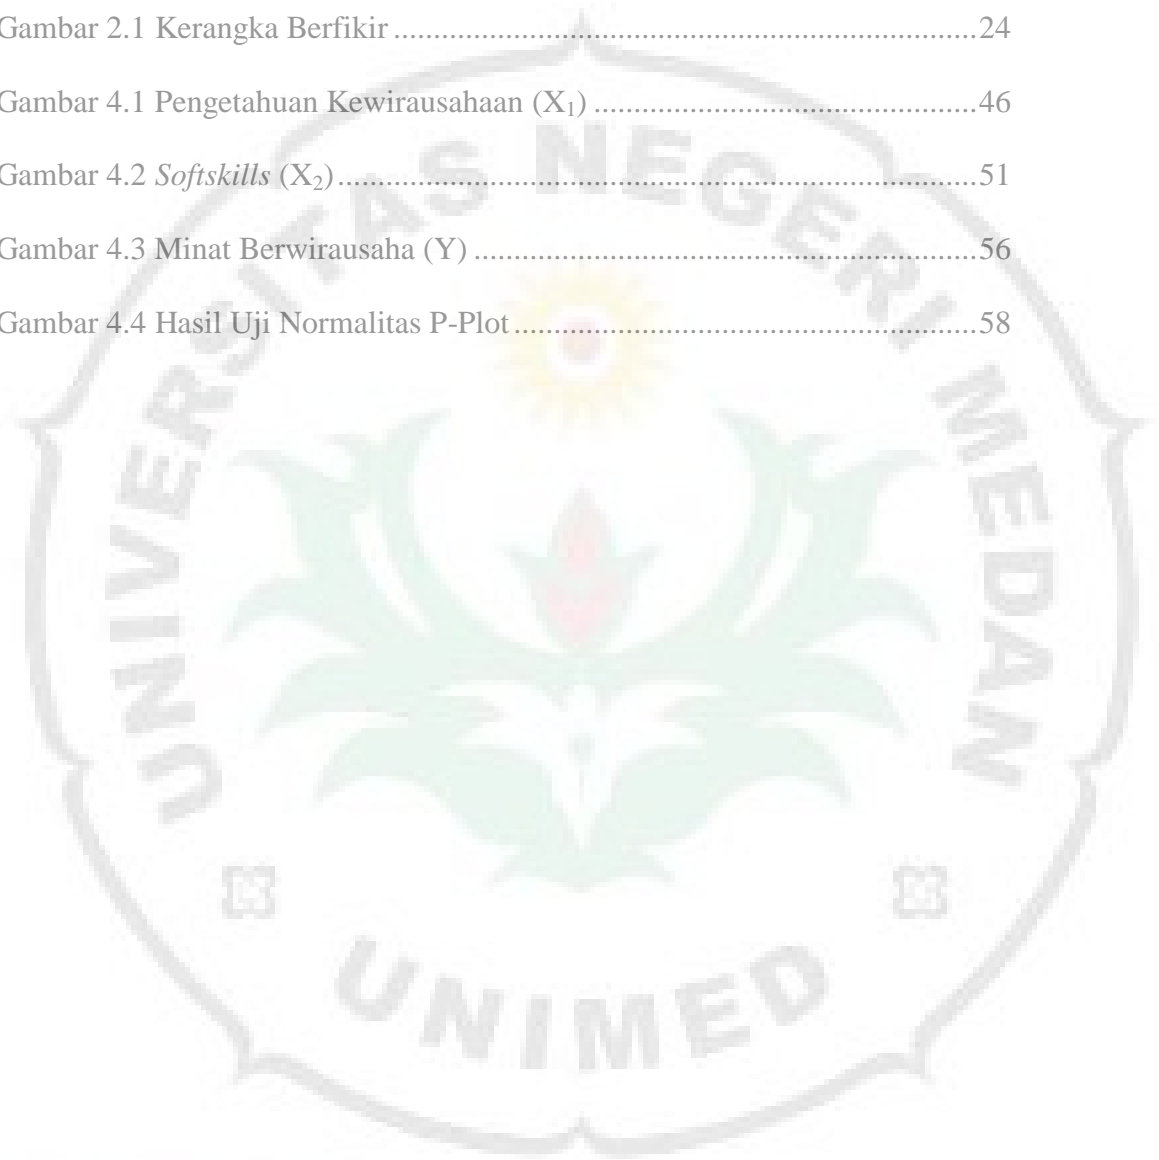 Gambar 2.1 Kerangka Berfikir ........................................................................24
Gambar 4.1 Pengetahuan Kewirausahaan (X₁) ...............................................46
Gambar 4.2 Softskills (X₂)...............................................................................51
Gambar 4.3 Minat Berwirausaha (Y) ..............................................................56
Gambar 4.4 Hasil Uji Normalitas P-Plot.........................................................58
UNIVERSITAS NEGERI MEDAN
UNIMED